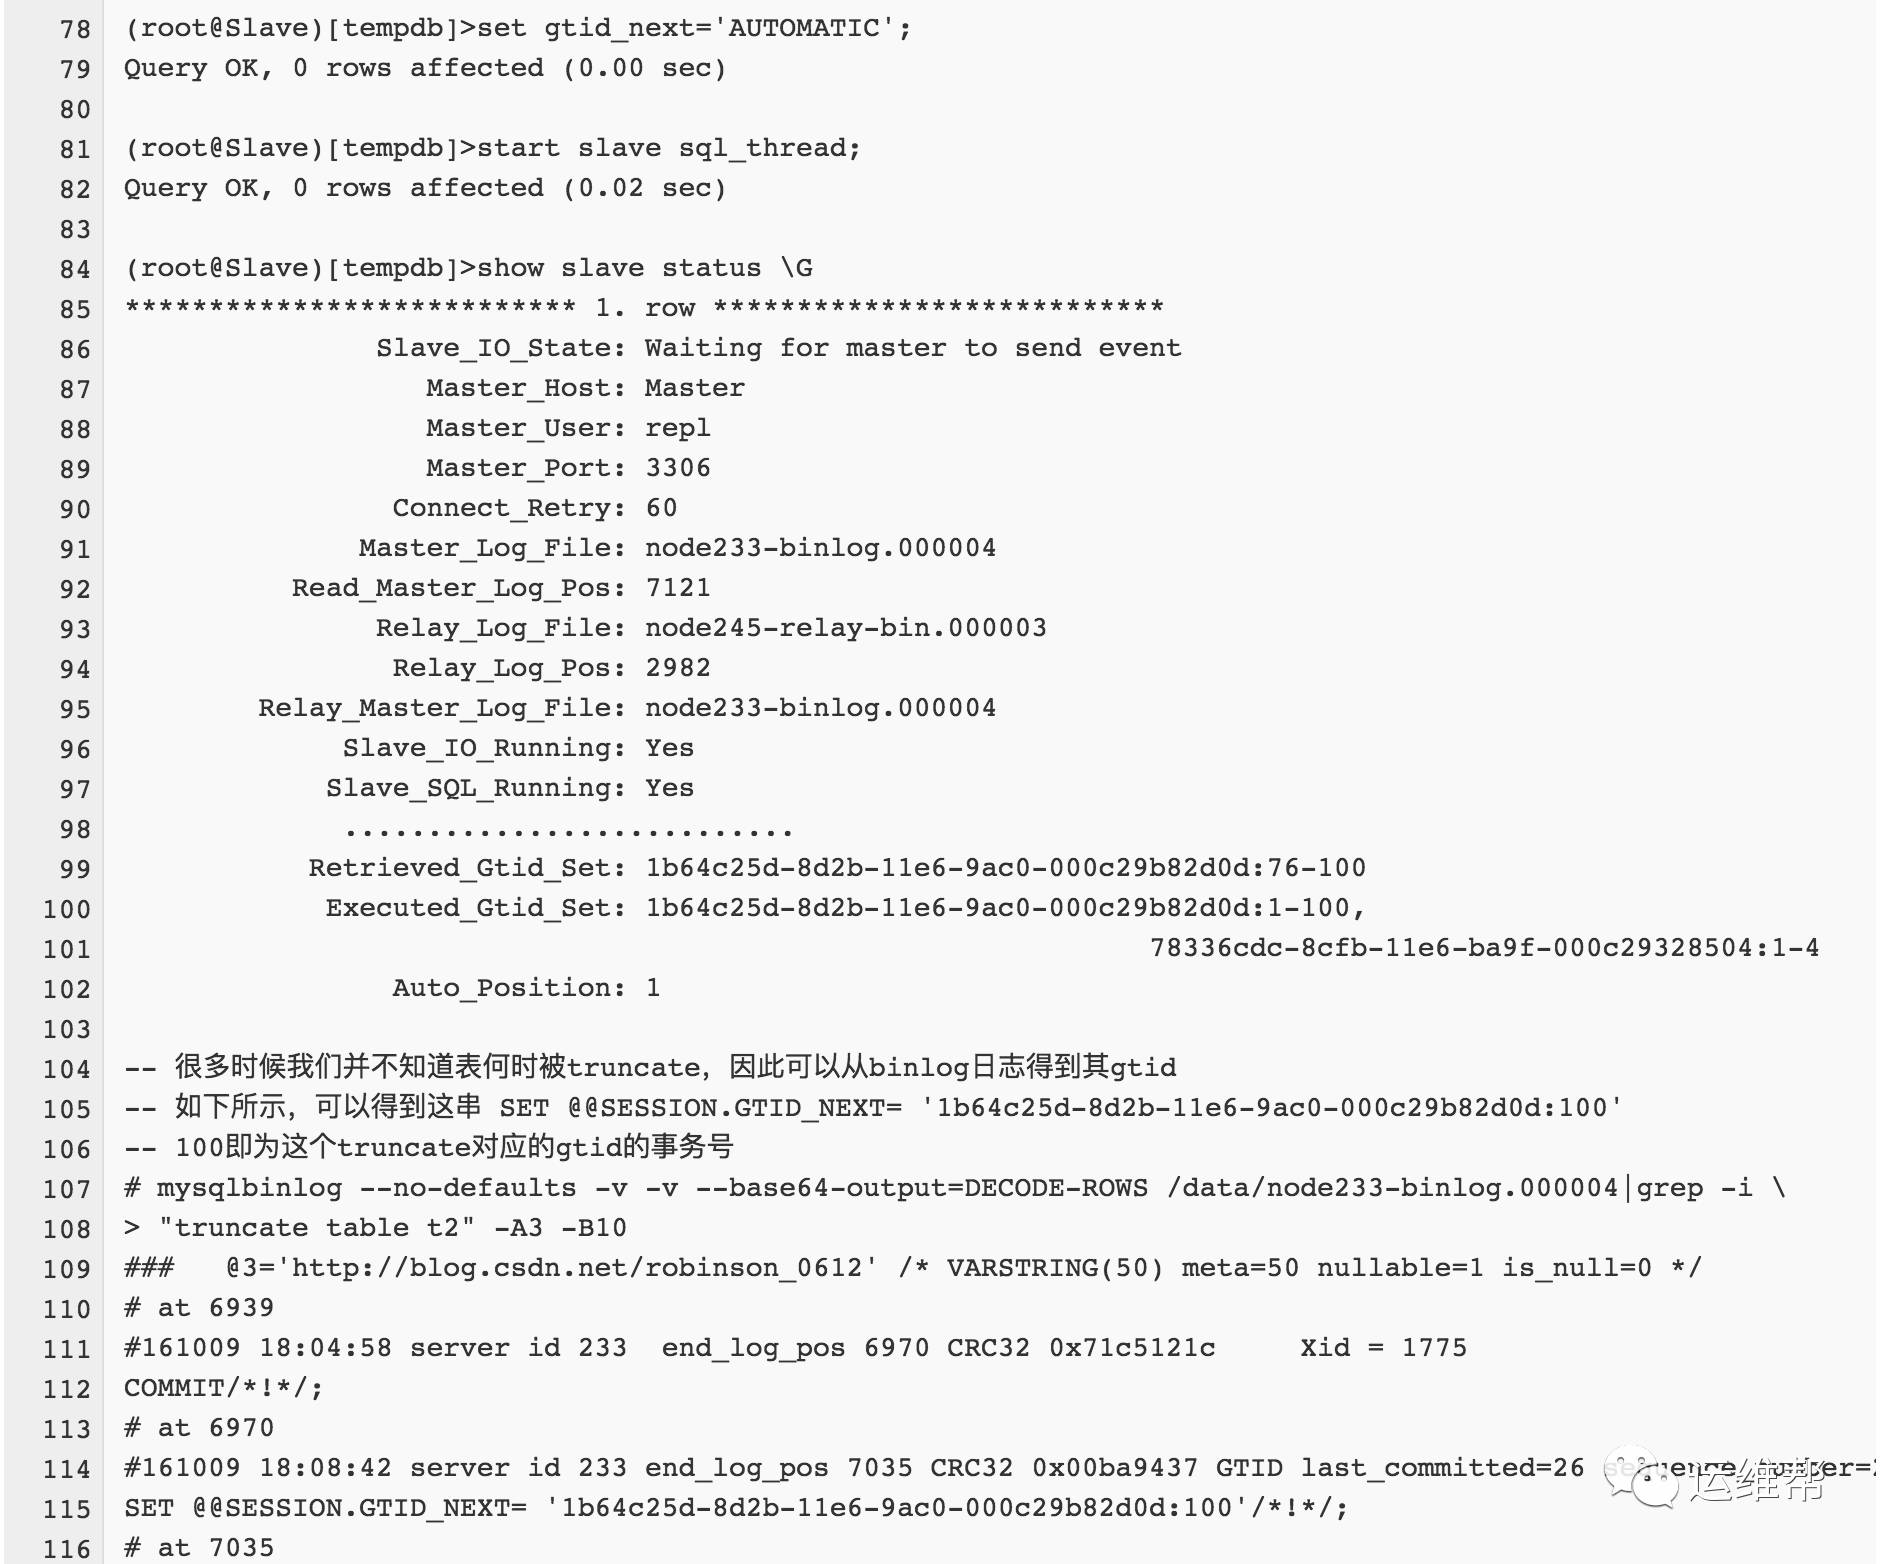 78 (root@Slave)[tempdb]>set gtid_next='AUTOMATIC';
79 Query OK, 0 rows affected (0.00 sec)
80
81 (root@Slave)[tempdb]>start slave sql_thread;
82 Query OK, 0 rows affected (0.02 sec)
83
84 (root@Slave)[tempdb]>show slave status \G
85 *************************** 1. row ***************************
86 Slave_IO_State: Waiting for master to send event
87 Master_Host: Master
88 Master_User: repl
89 Master_Port: 3306
90 Connect_Retry: 60
91 Master_Log_File: node233-binlog.000004
92 Read_Master_Log_Pos: 7121
93 Relay_Log_File: node245-relay-bin.000003
94 Relay_Log_Pos: 2982
95 Relay_Master_Log_File: node233-binlog.000004
96 Slave_IO_Running: Yes
97 Slave_SQL_Running: Yes
98 ...........................
99 Retrieved_Gtid_Set: 1b64c25d-8d2b-11e6-9ac0-000c29b82d0d:76-100
100 Executed_Gtid_Set: 1b64c25d-8d2b-11e6-9ac0-000c29b82d0d:1-100,
101 78336cdc-8cfb-11e6-ba9f-000c29328504:1-4
102 Auto_Position: 1
103
104 -- 很多时候我们并不知道表何时被truncate，因此可以从binlog日志得到其gtid
105 -- 如下所示，可以得到这串 SET @@SESSION.GTID_NEXT= '1b64c25d-8d2b-11e6-9ac0-000c29b82d0d:100'
106 -- 100即为这个truncate对应的gtid的事务号
107 # mysqlbinlog --no-defaults -v -v --base64-output=DECODE-ROWS /data/node233-binlog.000004|grep -i \
108 > "truncate table t2" -A3 -B10
109 ###   @3='http://blog.csdn.net/robinson_0612' /* VARSTRING(50) meta=50 nullable=1 is_null=0 */
110 # at 6939
111 #161009 18:04:58 server id 233  end_log_pos 6970 CRC32 0x71c5121c     Xid = 1775
112 COMMIT/*!*/;
113 # at 6970
114 #161009 18:08:42 server id 233 end_log_pos 7035 CRC32 0x00ba9437 GTID last_committed=26
115 SET @@SESSION.GTID_NEXT= '1b64c25d-8d2b-11e6-9ac0-000c29b82d0d:100'/*!*/;
116 # at 7035
运维帮